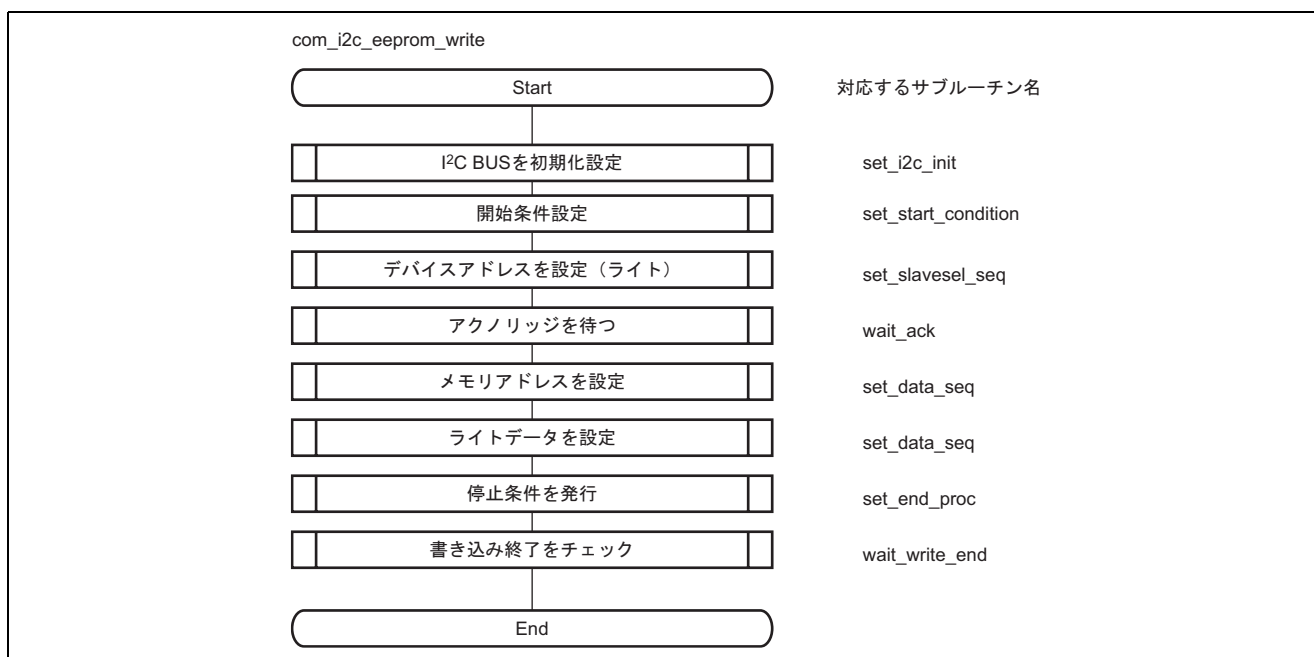 com_i2c_eeprom_write
Start 対応するサブルーチン名
I²C BUSを初期化設定 set_i2c_init
開始条件設定 set_start_condition
デバイスアドレスを設定（ライト） set_slavesel_seq
アクノリッジを待つ wait_ack
メモリアドレスを設定 set_data_seq
ライトデータを設定 set_data_seq
停止条件を発行 set_end_proc
書き込み終了をチェック wait_write_end
End